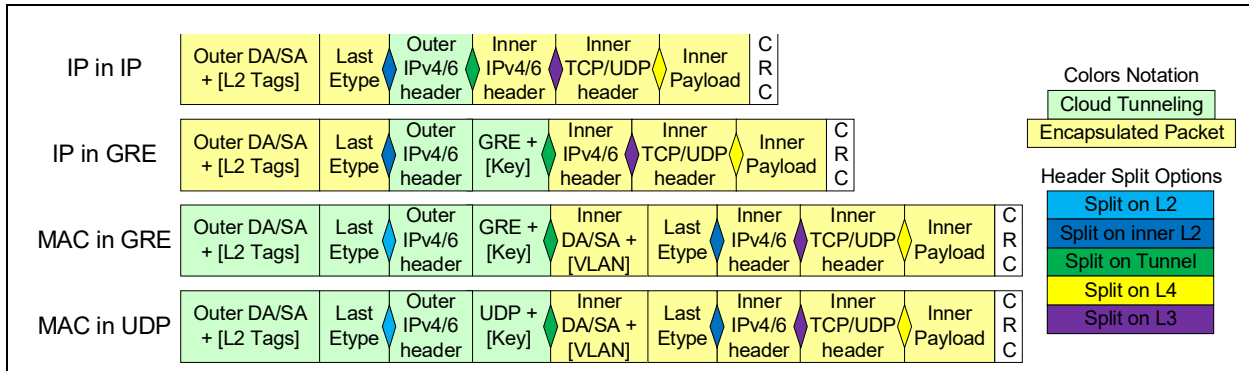 IP in IP
Outer DA/SA
+ [L2 Tags]
Last
Etype
Outer
IPv4/6
header
Inner
IPv4/6
header
Inner
TCP/UDP
header
Inner
Payload
C
R
C
IP in GRE
Outer DA/SA
+ [L2 Tags]
Last
Etype
Outer
IPv4/6
header
GRE +
[Key]
Inner
IPv4/6
header
Inner
TCP/UDP
header
Inner
Payload
C
R
C
MAC in GRE
Outer DA/SA
+ [L2 Tags]
Last
Etype
Outer
IPv4/6
header
GRE +
[Key]
Inner
DA/SA +
[VLAN]
Last
Etype
Inner
IPv4/6
header
Inner
TCP/UDP
header
Inner
Payload
C
R
C
MAC in UDP
Outer DA/SA
+ [L2 Tags]
Last
Etype
Outer
IPv4/6
header
UDP +
[Key]
Inner
DA/SA +
[VLAN]
Last
Etype
Inner
IPv4/6
header
Inner
TCP/UDP
header
Inner
Payload
C
R
C
Colors Notation
Cloud Tunneling
Encapsulated Packet
Header Split Options
Split on L2
Split on inner L2
Split on Tunnel
Split on L4
Split on L3